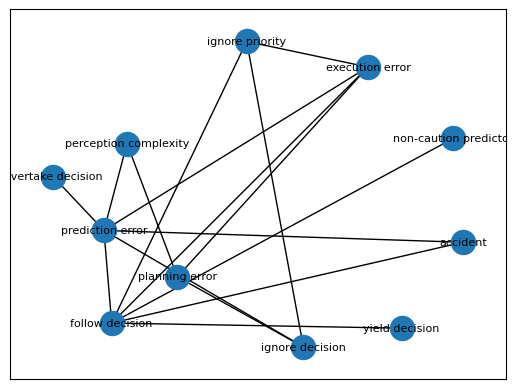 ignore priority
execution error
non-caution predicto
perception complexity
vertake decision
prediction error
accident
planning error
follow decision
yield decision
ignore decision